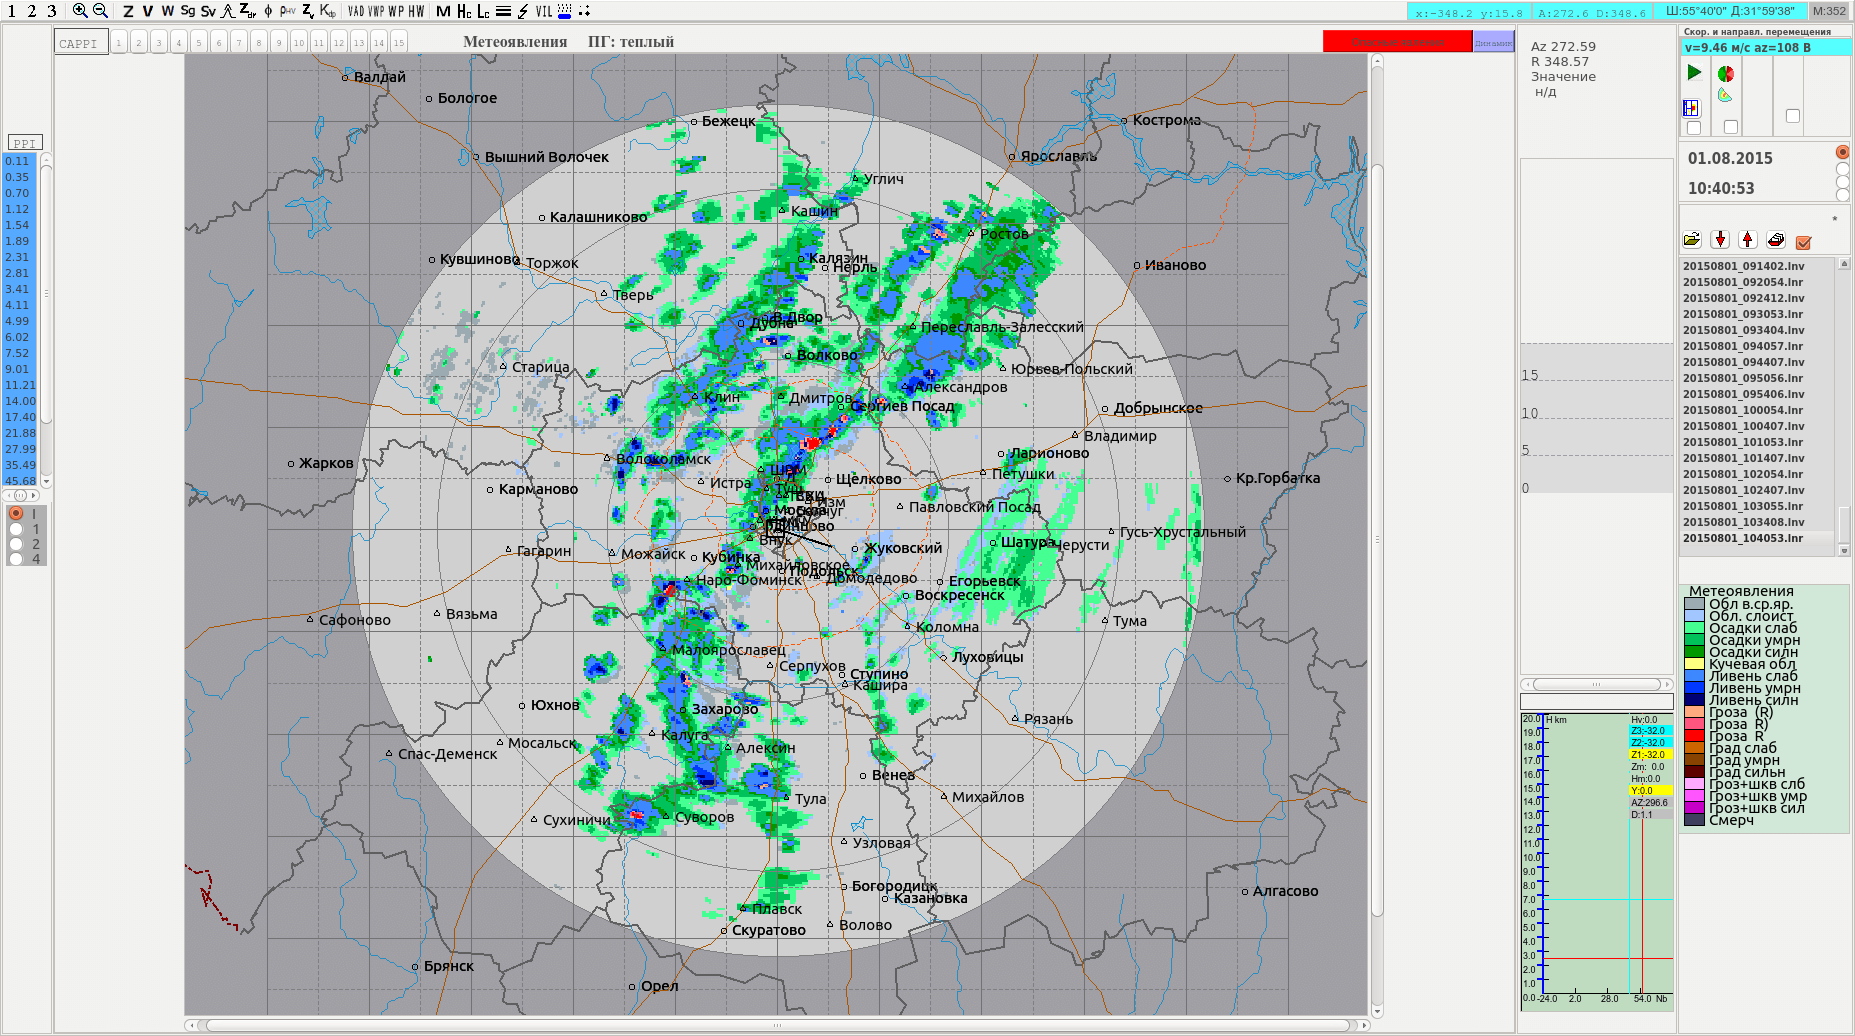 1 2 3 Z V W Sg Sv VAD VWP WP HW M Hc Lc VIL
x:-348.2 y:15.8 A:272.6 D:348.6 Ш:55°40'0" Д:31°59'38" M:352
CAPPI 1 2 3 4 5 6 7 8 9 10 11 12 13 14 15
Метеоявления ПГ: теплый
Динамик
PPI
0.11
0.35
0.70
1.12
1.54
1.89
2.31
2.81
3.41
4.11
4.99
6.02
7.52
9.01
11.21
14.00
17.40
21.88
27.99
35.49
45.68
I
1
2
4
Валдай
Бологое
Бежецк
Кострома
Вышний Волочек
Ярославль
Углич
Калашниково
Кашин
Ростов
Кувшиново
Торжок
Калязин
Нерль
Иваново
Тверь
В.Двор
Дубна
Переславль-Залесский
Волково
Старица
Юрьев-Польский
Александров
Клин
Дмитров
Сергиев Посад
Добрынское
Владимир
Жарков
Волоколамск
Ларионово
Петушки
Кр.Горбатка
Карманово
Истра
Щелково
Павловский Посад
Москва
Одинцово
Внук
Гусь-Хрустальный
Гагарин
Можайск
Кубинка
Жуковский
Шатура
Черусти
Михайловское
Подольск
Наро-Фоминск
Домодедово
Егорьевск
Воскресенск
Вязьма
Сафоново
Коломна
Тума
Малоярославец
Серпухов
Луховицы
Ступино
Кашира
Юхнов
Захарово
Рязань
Калуга
Мосальск
Алексин
Спас-Деменск
Венев
Тула
Михайлов
Сухиничи
Суворов
Узловая
Богородицк
Казановка
Алгасово
Плавск
Волово
Скуратово
Брянск
Орел
Az 272.59
R 348.57
Значение
н/д
15
10
5
0
20.0
19.0
18.0
17.0
16.0
15.0
14.0
13.0
12.0
11.0
10.0
9.0
8.0
7.0
6.0
5.0
4.0
3.0
2.0
1.0
0.0
H km
Hv:0.0
Z3:-32.0
Z2:-32.0
Z1:-32.0
Zm: 0.0
Hm:0.0
Y:0.0
AZ:296.6
D:1.1
-24.0 2.0 28.0 54.0 Nb
Скор. и направл. перемещения
v=9.46 м/с az=108 В
01.08.2015
10:40:53
*
20150801_091402.lnv
20150801_092054.lnr
20150801_092412.lnv
20150801_093053.lnr
20150801_093404.lnv
20150801_094057.lnr
20150801_094407.lnv
20150801_095056.lnr
20150801_095406.lnv
20150801_100054.lnr
20150801_100407.lnv
20150801_101053.lnr
20150801_101407.lnv
20150801_102054.lnr
20150801_102407.lnv
20150801_103055.lnr
20150801_103408.lnv
20150801_104053.lnr
Метеоявления
Обл в.ср.яр.
Обл. слоист
Осадки слаб
Осадки умрн
Осадки силн
Кучевая обл
Ливень слаб
Ливень умрн
Ливень силн
Гроза (R)
Гроза R
Гроза R
Град слаб
Град умрн
Град сильн
Гроз+шкв слб
Гроз+шкв умр
Гроз+шкв сил
Смерч